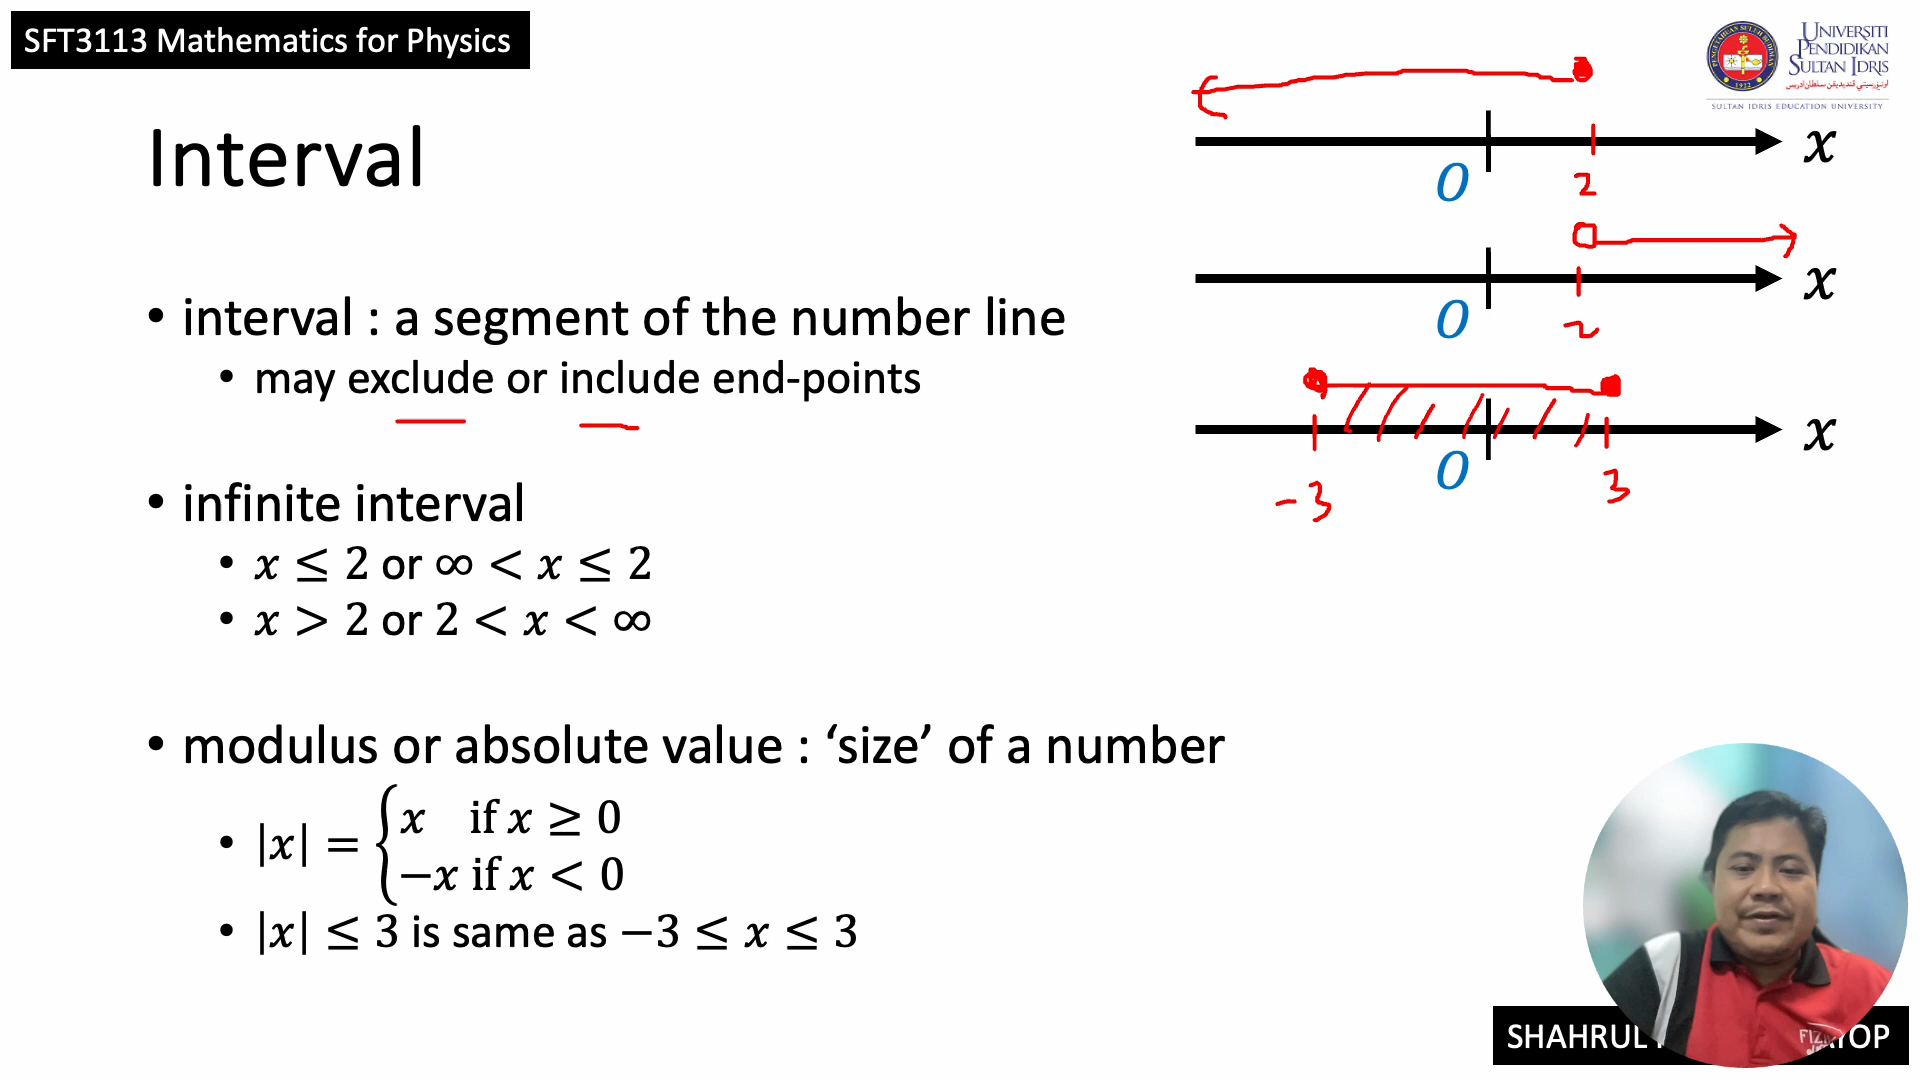 SFT3113 Mathematics for Physics
UNIVERSITI
PENDIDIKAN
SULTAN IDRIS
SULTAN IDRIS EDUCATION UNIVERSITY
Interval
• interval : a segment of the number line
• may exclude or include end-points
• infinite interval
• x ≤ 2 or ∞ < x ≤ 2
• x > 2 or 2 < x < ∞
• modulus or absolute value : ‘size’ of a number
• |x| = { x if x ≥ 0
−x if x < 0
• |x| ≤ 3 is same as −3 ≤ x ≤ 3
x
0 2
x
0 2
x
-3 0 3
SHAHRUL